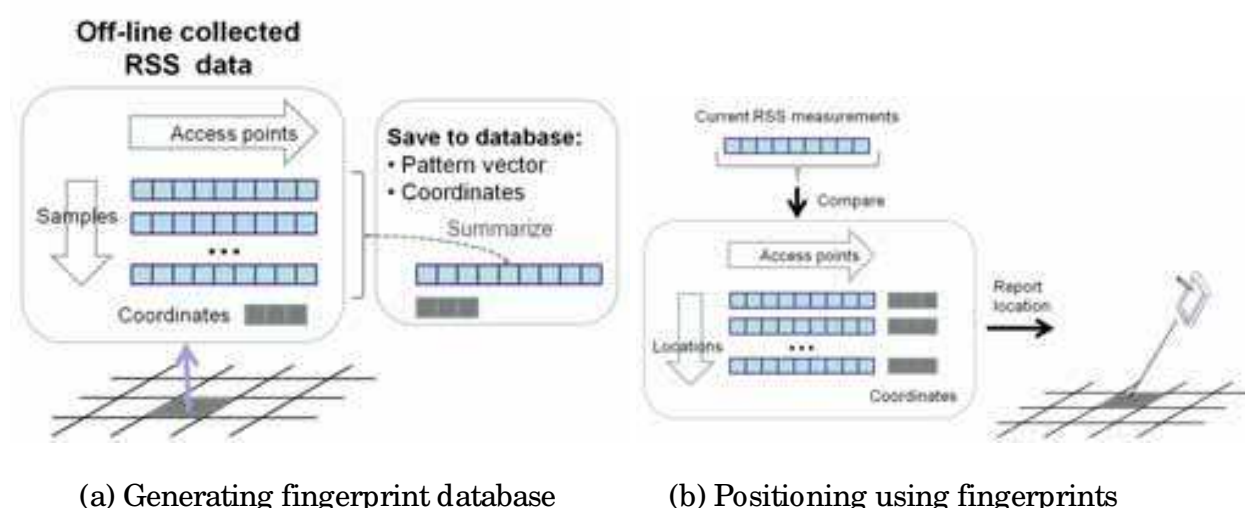 Off-line collected
RSS data
Access points
Samples
...
Coordinates
Save to database:
• Pattern vector
• Coordinates
Summarize
(a) Generating fingerprint database
Current RSS measurements
Compare
Access points
Locations
...
Coordinates
Report
location
(b) Positioning using fingerprints